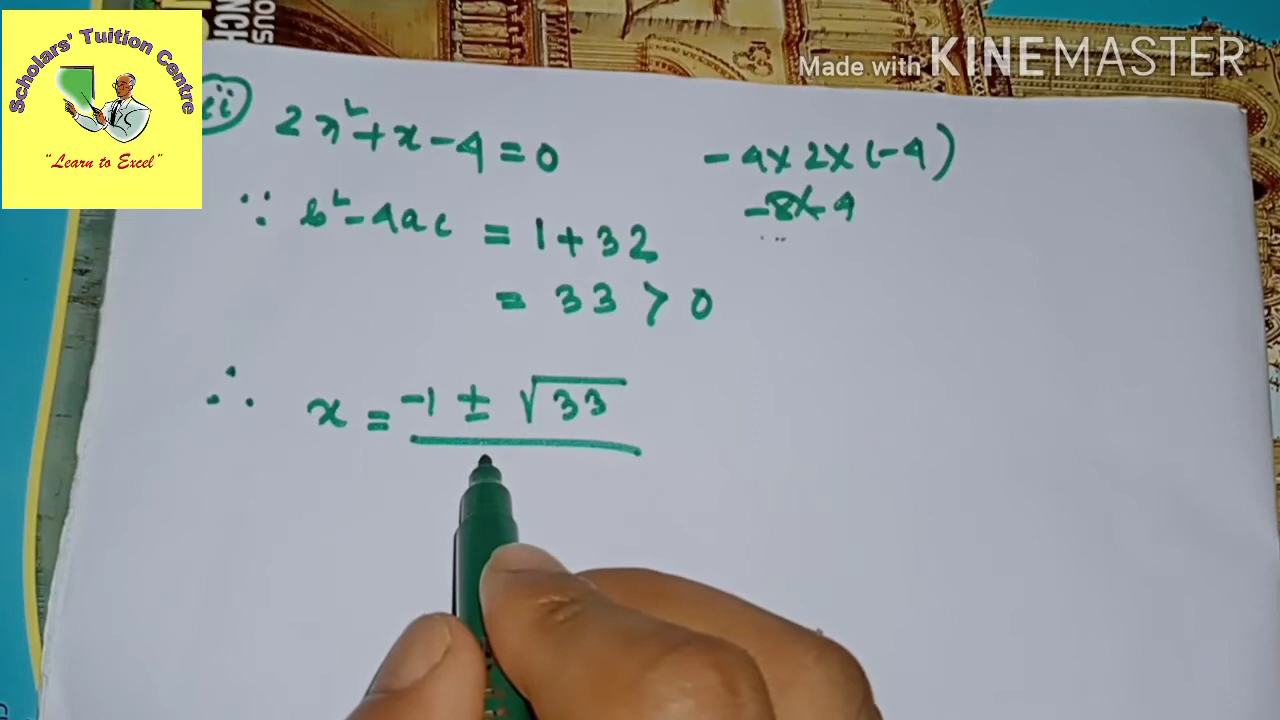 Scholars' Tuition Centre
"Learn to Excel"
Made with KINEMASTER
ii) 2x²+x-4=0
∵ b²-4ac = 1+32
= 33 > 0
∴ x = (-1 ± √33)/
-4×2×(-4)
-8×-4